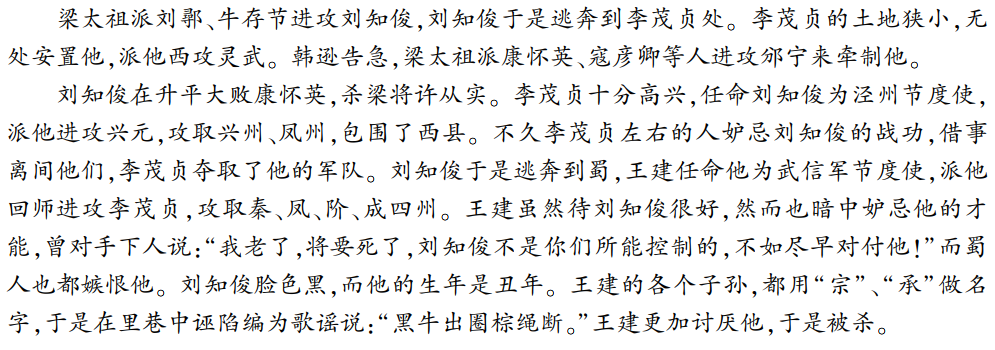 梁太祖派刘鄩、牛存节进攻刘知俊,刘知俊于是逃奔到李茂贞处。李茂贞的土地狭小,无
处安置他,派他西攻灵武。韩逊告急,梁太祖派康怀英、寇彦卿等人进攻邠宁来牵制他。
刘知俊在升平大败康怀英,杀梁将许从实。李茂贞十分高兴,任命刘知俊为泾州节度使,
派他进攻兴元,攻取兴州、凤州,包围了西县。不久李茂贞左右的人妒忌刘知俊的战功,借事
离间他们,李茂贞夺取了他的军队。刘知俊于是逃奔到蜀,王建任命他为武信军节度使,派他
回师进攻李茂贞,攻取秦、凤、阶、成四州。王建虽然待刘知俊很好,然而也暗中妒忌他的才
能,曾对手下人说:“我老了,将要死了,刘知俊不是你们所能控制的,不如尽早对付他!”而蜀
人也都嫉恨他。刘知俊脸色黑,而他的生年是丑年。王建的各个子孙,都用“宗”、“承”做名
字,于是在里巷中诬陷编为歌谣说:“黑牛出圈棕绳断。”王建更加讨厌他,于是被杀。